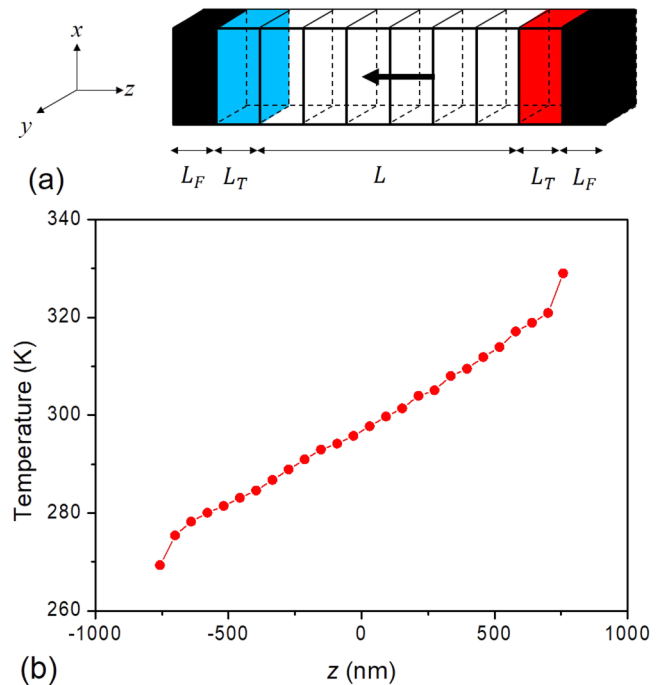 x
z
y
(a)
L_F L_T L L_T L_F
340
320
300
280
260
Temperature (K)
-1000 -500 0 500 1000
(b)
z (nm)